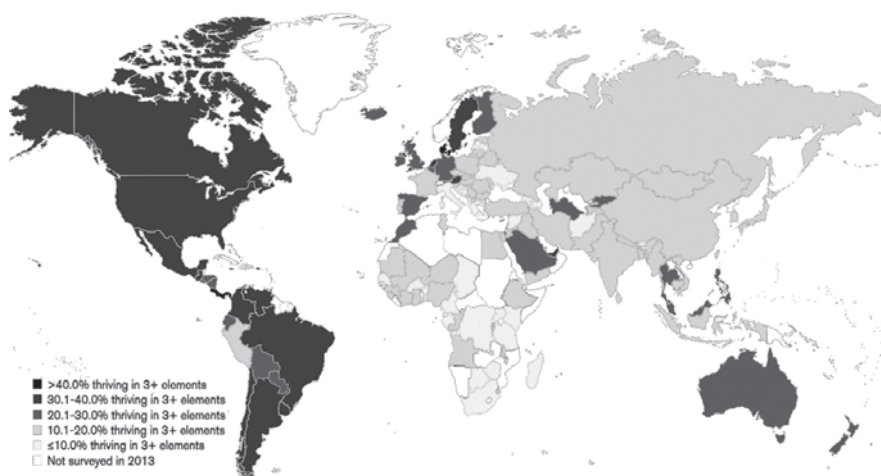 >40.0% thriving in 3+ elements
30.1-40.0% thriving in 3+ elements
20.1-30.0% thriving in 3+ elements
10.1-20.0% thriving in 3+ elements
≤10.0% thriving in 3+ elements
Not surveyed in 2013